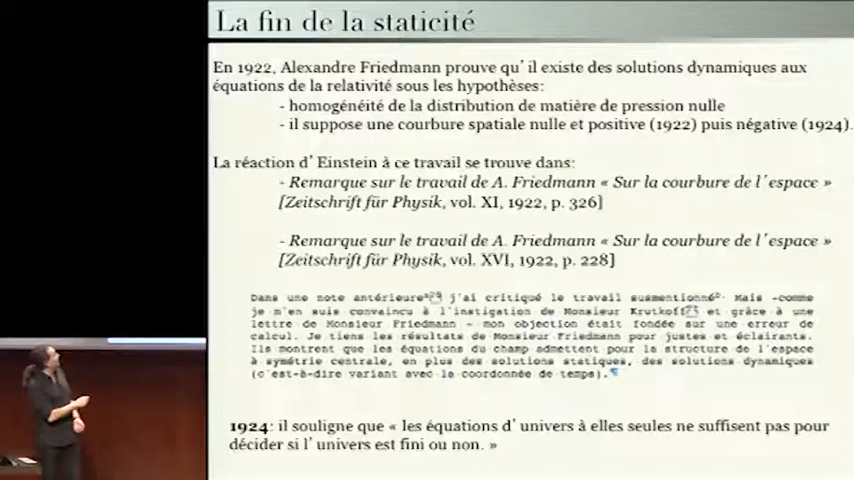 La fin de la staticité
En 1922, Alexandre Friedmann prouve qu'il existe des solutions dynamiques aux
équations de la relativité sous les hypothèses:
- homogénéité de la distribution de matière de pression nulle
- il suppose une courbure spatiale nulle et positive (1922) puis négative (1924).
La réaction d'Einstein à ce travail se trouve dans:
- Remarque sur le travail de A. Friedmann « Sur la courbure de l'espace »
[Zeitschrift für Physik, vol. XI, 1922, p. 326]
- Remarque sur le travail de A. Friedmann « Sur la courbure de l'espace »
[Zeitschrift für Physik, vol. XVI, 1922, p. 228]
Dans une note antérieure j'ai critiqué le travail susmentionné. Mais -comme
je m'en suis convaincu à l'instigation de Monsieur Krutkoff et grâce à une
lettre de Monsieur Friedmann - mon objection était fondée sur une erreur de
calcul. Je tiens les résultats de Monsieur Friedmann pour justes et éclairants.
Ils montrent que les équations du champ admettent pour la structure de l'espace
à symétrie centrale, en plus des solutions statiques, des solutions dynamiques
(c'est-à-dire variant avec la coordonnée de temps).
1924: il souligne que « les équations d'univers à elles seules ne suffisent pas pour
décider si l'univers est fini ou non. »